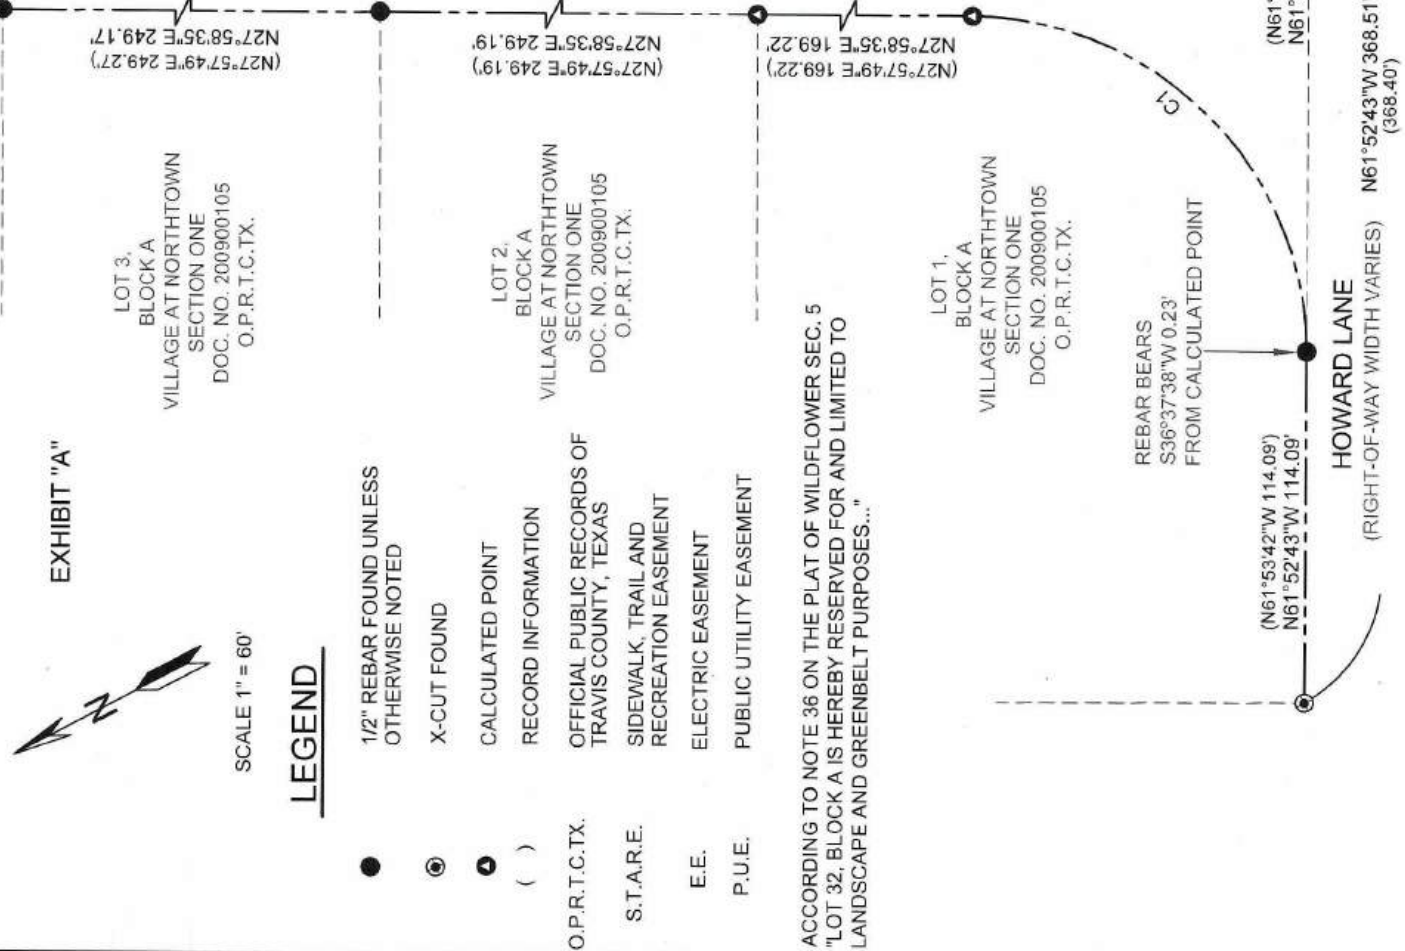 EXHIBIT "A"
N
SCALE 1" = 60'
LEGEND
1/2" REBAR FOUND UNLESS
OTHERWISE NOTED
X-CUT FOUND
CALCULATED POINT
( ) RECORD INFORMATION
O.P.R.T.C.TX. OFFICIAL PUBLIC RECORDS OF
TRAVIS COUNTY, TEXAS
S.T.A.R.E. SIDEWALK, TRAIL AND
RECREATION EASEMENT
E.E. ELECTRIC EASEMENT
P.U.E. PUBLIC UTILITY EASEMENT
ACCORDING TO NOTE 36 ON THE PLAT OF WILDFLOWER SEC. 5
"LOT 32, BLOCK A IS HEREBY RESERVED FOR AND LIMITED TO
LANDSCAPE AND GREENBELT PURPOSES..."
LOT 3,
BLOCK A
VILLAGE AT NORTHTOWN
SECTION ONE
DOC. NO. 200900105
O.P.R.T.C.TX.
(N27°57'49"E 249.27')
N27°58'35"E 249.17'
LOT 2,
BLOCK A
VILLAGE AT NORTHTOWN
SECTION ONE
DOC. NO. 200900105
O.P.R.T.C.TX.
(N27°57'49"E 249.19')
N27°58'35"E 249.19'
LOT 1,
BLOCK A
VILLAGE AT NORTHTOWN
SECTION ONE
DOC. NO. 200900105
O.P.R.T.C.TX.
(N27°57'49"E 169.22')
N27°58'35"E 169.22'
C1
REBAR BEARS
S36°37'38"W 0.23'
FROM CALCULATED POINT
(N61°53'42"W 114.09')
N61°52'43"W 114.09'
(N61°
N61°
HOWARD LANE
(RIGHT-OF-WAY WIDTH VARIES)
N61°52'43"W 368.51'
(368.40')